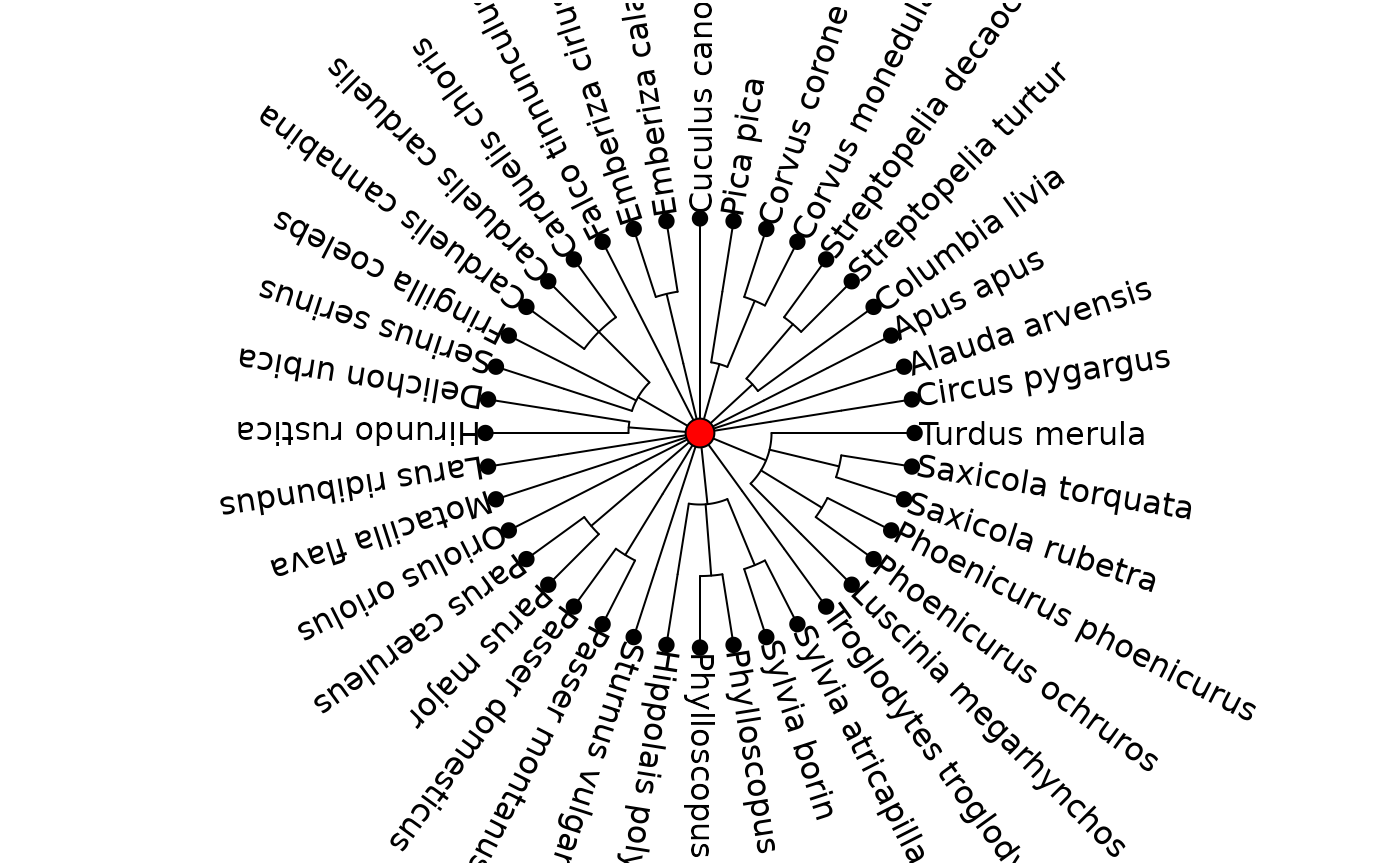 Cuculus cano
Pica pica
Corvus corone
Corvus monedul
Streptopelia decaoc
Streptopelia turtur
Columbia livia
Apus apus
Alauda arvensis
Circus pygargus
Turdus merula
Saxicola torquata
Saxicola rubetra
Phoenicurus phoenicurus
Phoenicurus ochruros
Luscinia megarhynchos
Troglodytes troglody
Sylvia atricapilla
Sylvia borin
Phylloscopus
Phylloscopus
Hippolais poly
Sturnus vulgar
Passer montanus
Passer domesticus
Parus major
Parus caeruleus
Oriolus oriolus
Motacilla flava
Larus ridibundus
Hirundo rustica
Delichon urbica
Serinus serinus
Fringilla coelebs
Carduelis cannabina
Carduelis carduelis
Carduelis chloris
Falco tinnunculu
Emberiza cirlu
Emberiza cala